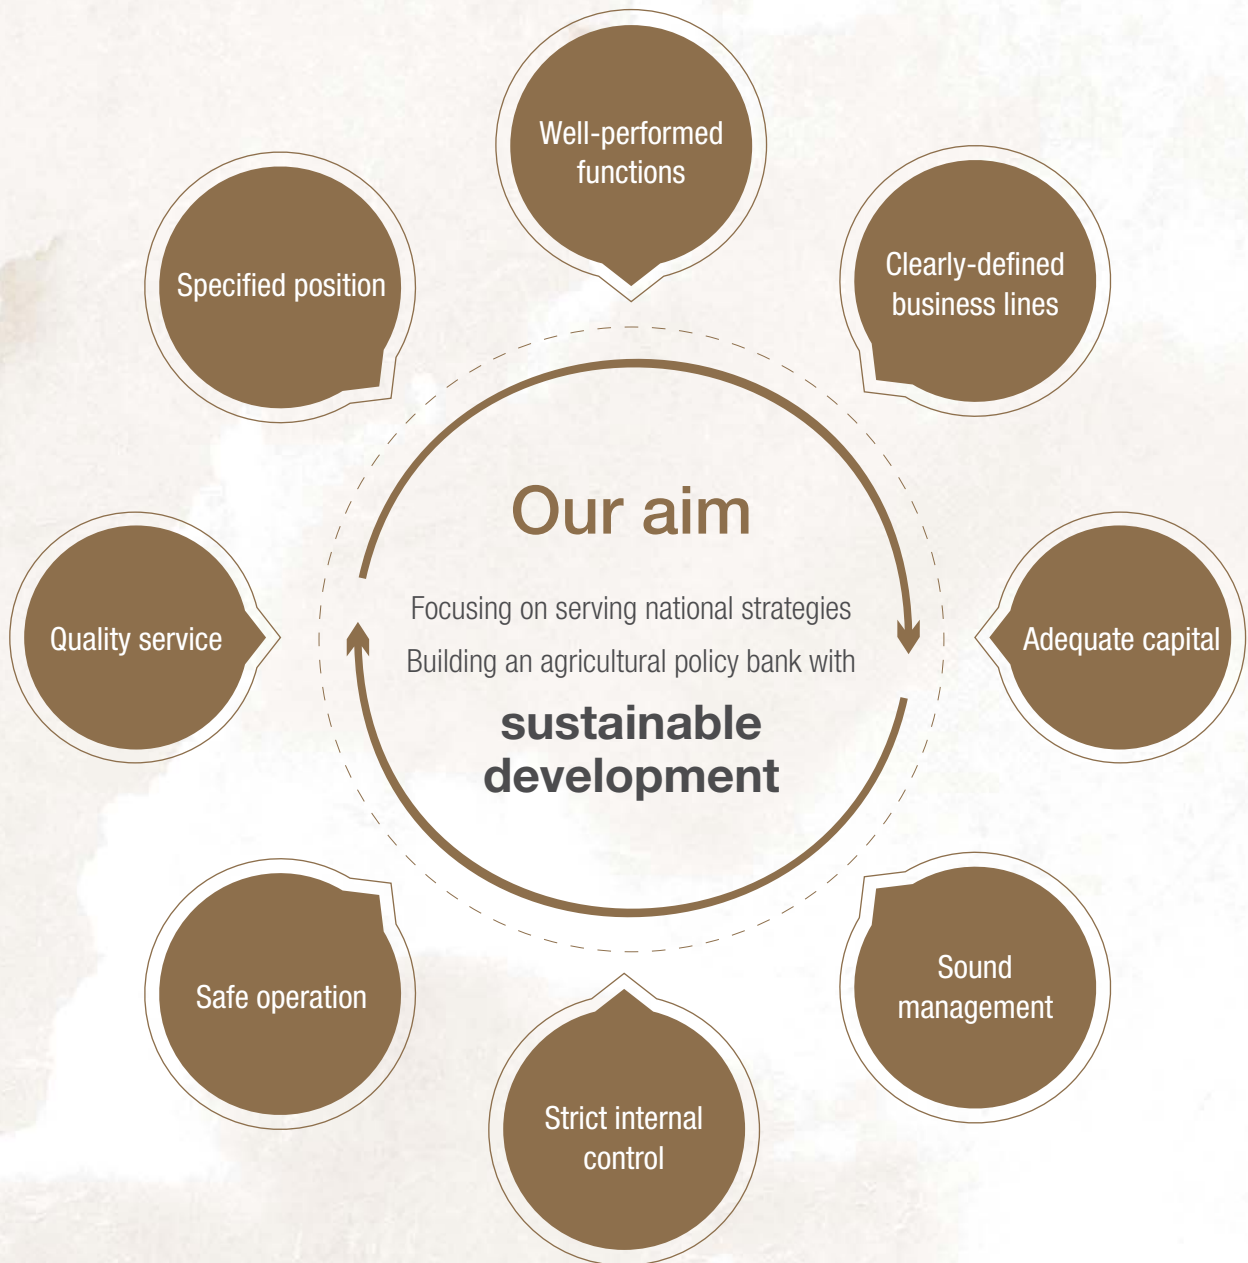 Well-performed
functions
Specified position
Clearly-defined
business lines
Our aim
Focusing on serving national strategies
Building an agricultural policy bank with
sustainable
development
Quality service
Adequate capital
Safe operation
Sound
management
Strict internal
control